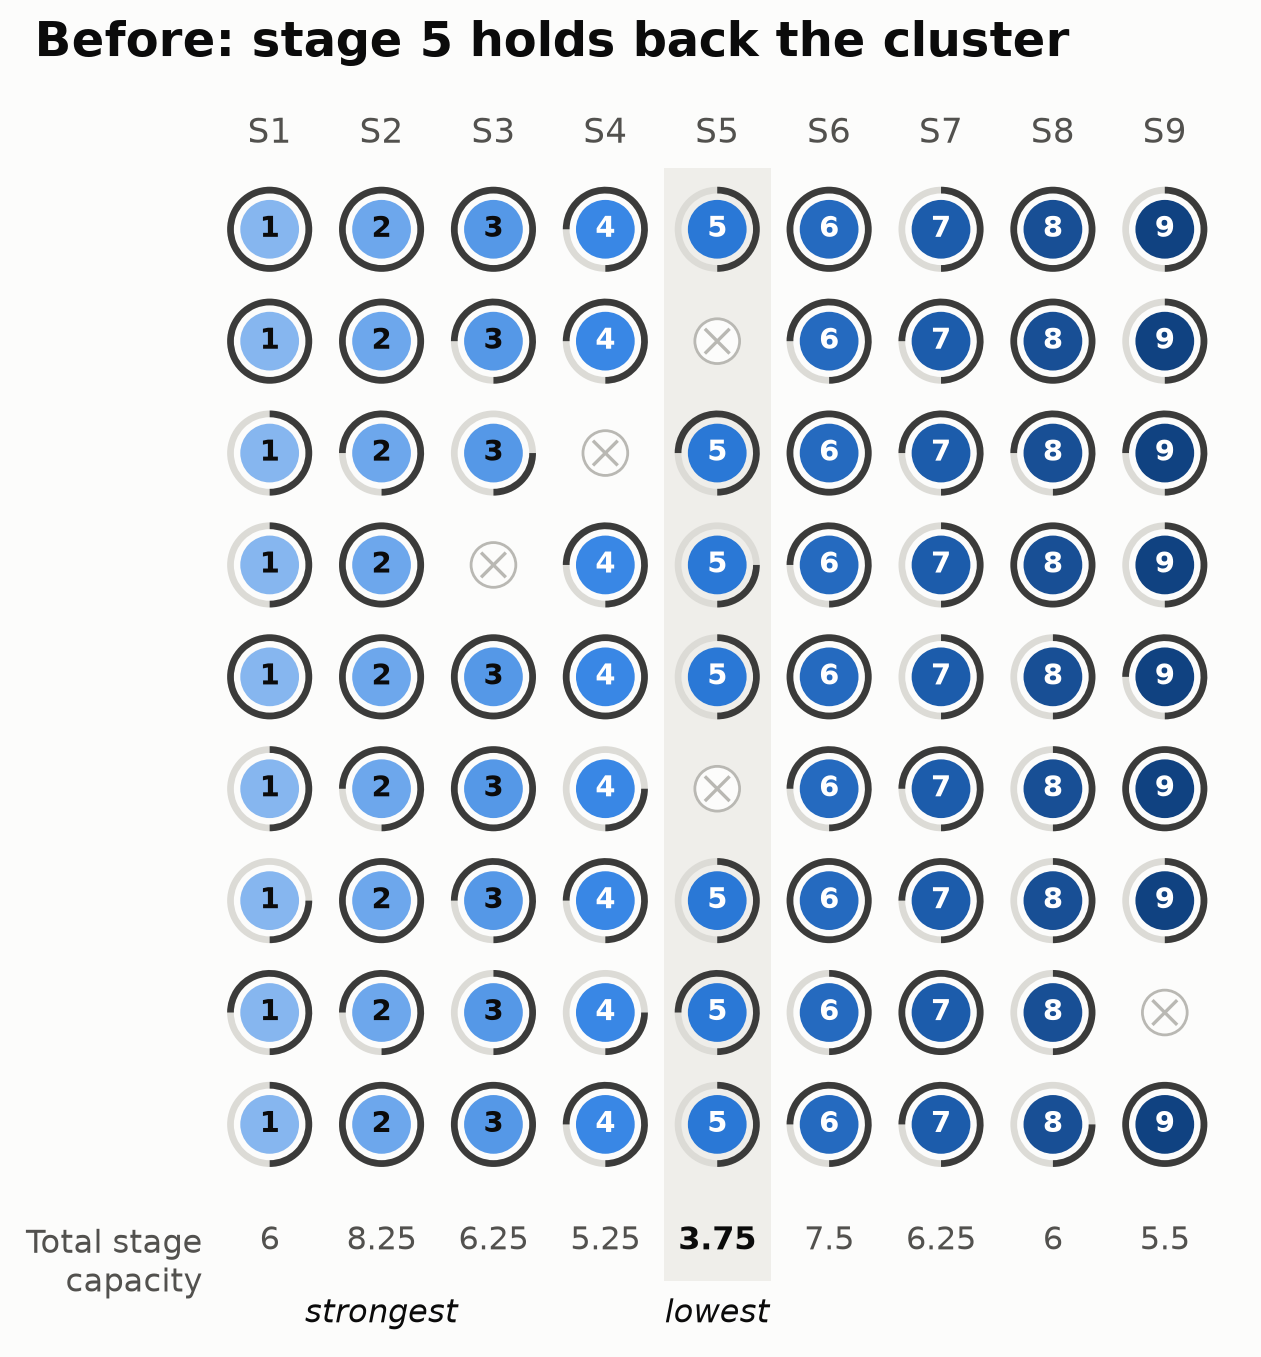 Before: stage 5 holds back the cluster
S1 S2 S3 S4 S5 S6 S7 S8 S9
1 2 3 4 5 6 7 8 9
1 2 3 4 6 7 8 9
1 2 3 5 6 7 8 9
1 2 4 5 6 7 8 9
1 2 3 4 5 6 7 8 9
1 2 3 4 6 7 8 9
1 2 3 4 5 6 7 8 9
1 2 3 4 5 6 7 8
1 2 3 4 5 6 7 8 9
Total stage 6 8.25 6.25 5.25 3.75 7.5 6.25 6 5.5
capacity
strongest lowest